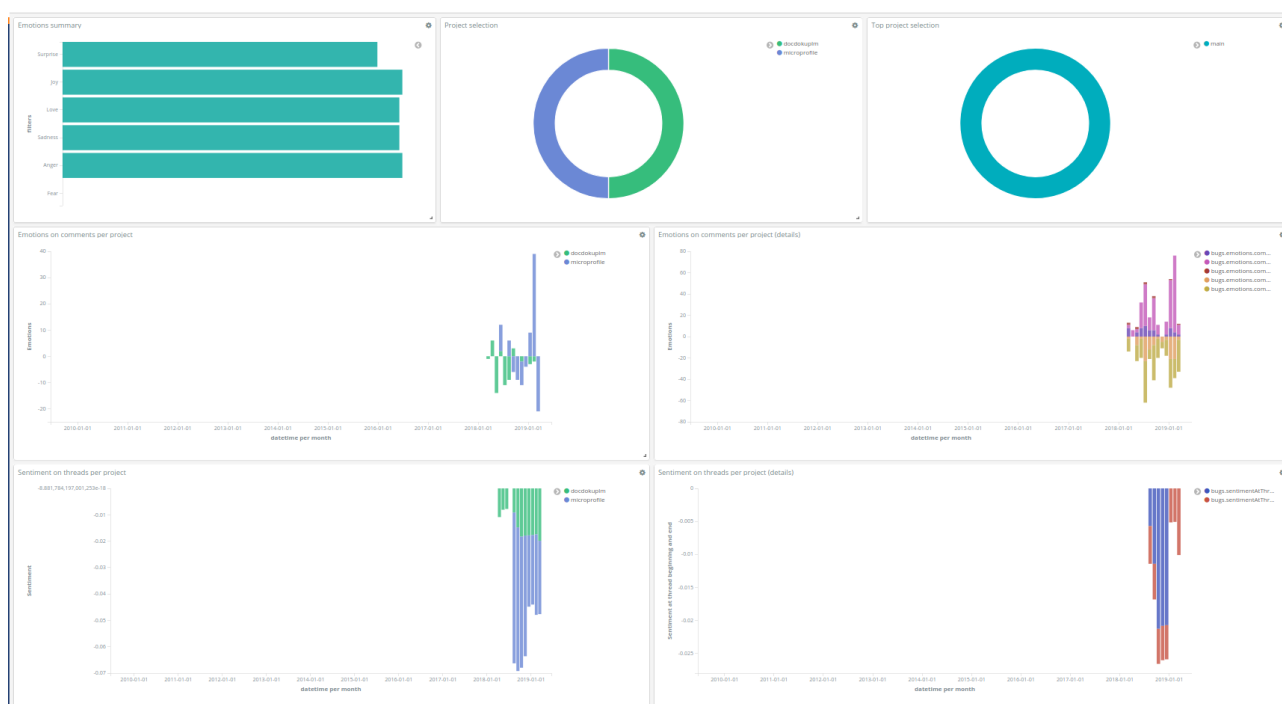 Emotions summary
Surprise
Joy
Love
Sadness
Anger
Fear
filters
Project selection
docdokuplm
microprofile
Top project selection
main
Emotions on comments per project
40
30
20
10
0
-10
-20
Emotions
2010-01-01 2011-01-01 2012-01-01 2013-01-01 2014-01-01 2015-01-01 2016-01-01 2017-01-01 2018-01-01 2019-01-01
datetime per month
docdokuplm
microprofile
Emotions on comments per project (details)
80
60
40
20
0
-20
-40
-60
-80
Emotions
2010-01-01 2011-01-01 2012-01-01 2013-01-01 2014-01-01 2015-01-01 2016-01-01 2017-01-01 2018-01-01 2019-01-01
datetime per month
bugs.emotions.com...
bugs.emotions.com...
bugs.emotions.com...
bugs.emotions.com...
bugs.emotions.com...
Sentiment on threads per project
-0.01
-0.02
-0.03
-0.04
-0.05
-0.06
-0.07
Sentiment
2010-01-01 2011-01-01 2012-01-01 2013-01-01 2014-01-01 2015-01-01 2016-01-01 2017-01-01 2018-01-01 2019-01-01
datetime per month
docdokuplm
microprofile
Sentiment on threads per project (details)
0
-0.005
-0.01
-0.015
-0.02
-0.025
Sentiment at thread beginning and end
2010-01-01 2011-01-01 2012-01-01 2013-01-01 2014-01-01 2015-01-01 2016-01-01 2017-01-01 2018-01-01 2019-01-01
datetime per month
bugs.sentimentAtThr...
bugs.sentimentAtThr...